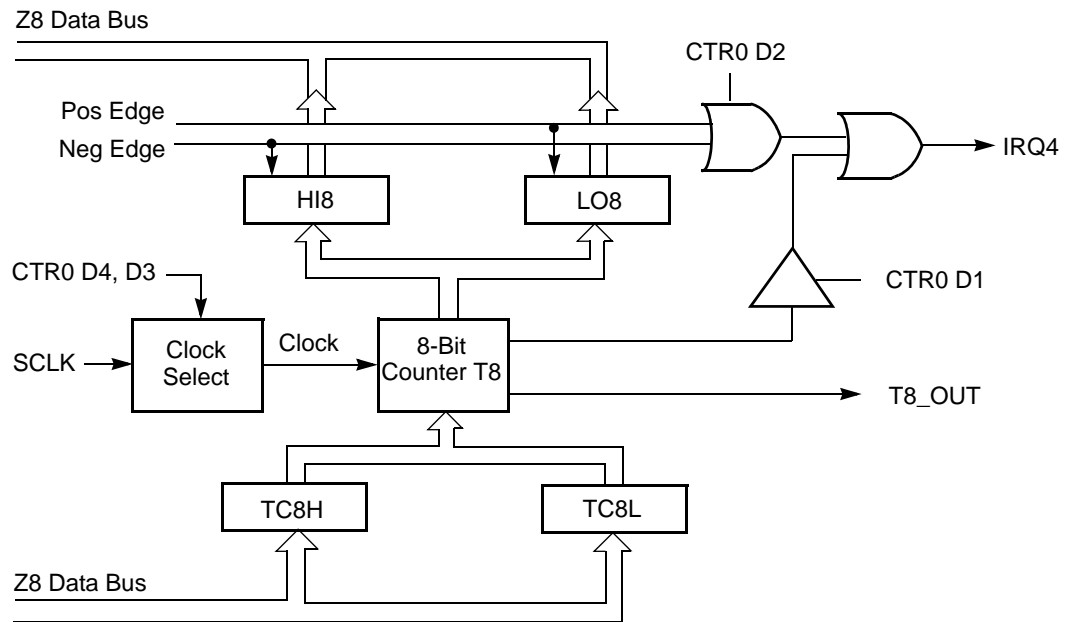 Z8 Data Bus
CTR0 D2
Pos Edge
Neg Edge
IRQ4
HI8
LO8
CTR0 D4, D3
CTR0 D1
SCLK
Clock
Select
Clock
8-Bit
Counter T8
T8_OUT
TC8H
TC8L
Z8 Data Bus